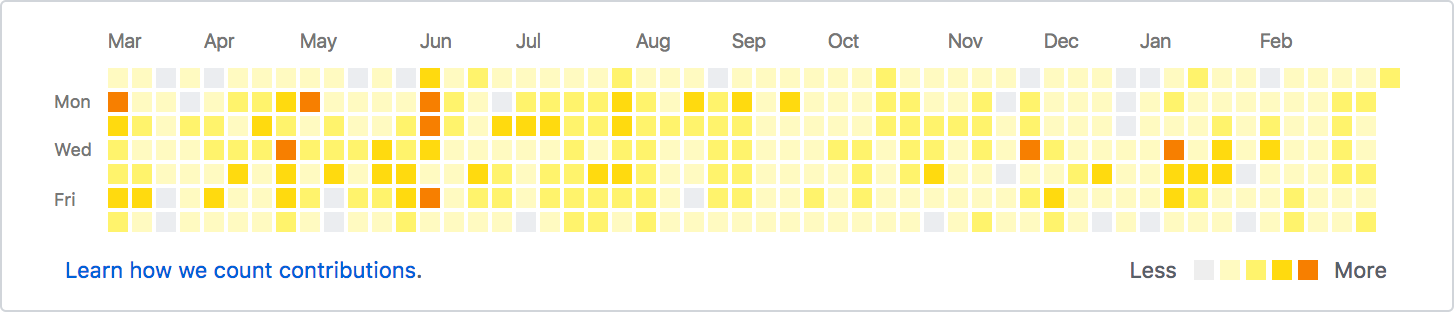 Mar Apr May Jun Jul Aug Sep Oct Nov Dec Jan Feb
Mon
Wed
Fri
Learn how we count contributions.
Less More